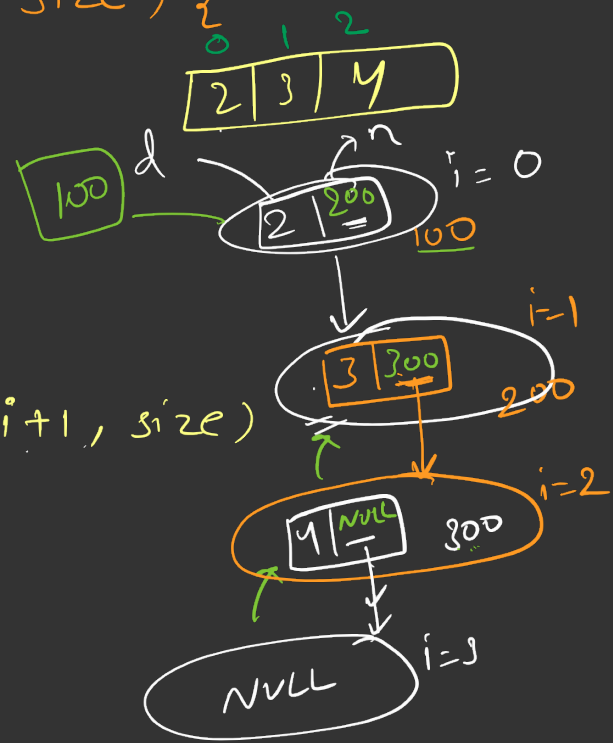 size, {
0 1 2
2 3 4
d n
100 2 200 i = 0
100
i=1
3 300
200
i+1, size)
i=2
4 NULL 300
NULL i=3